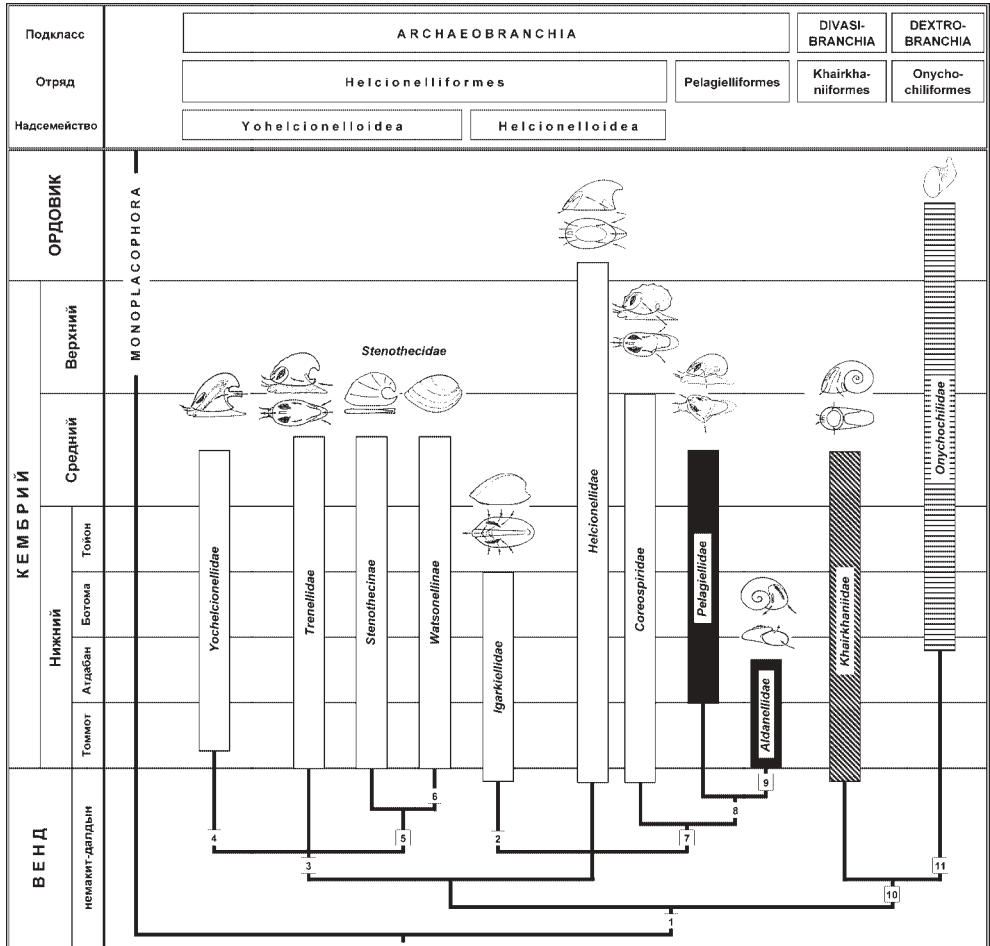 Подкласс
ARCHAEOBRANCHIA
DIVASI-
BRANCHIA
DEXTRO-
BRANCHIA
Отряд
Helcionelliformes
Pelagielliformes
Khairkha-
niiformes
Onycho-
chiliformes
Надсемейство
Yohelcionelloidea
Helcionelloidea
ОРДОВИК
MONOPLACOPHORA
КЕМБРИЙ
Верхний
Stenothecidae
Средний
Нижний
Тойон
Ботома
Атдабан
Томмот
Yochelcionellidae
Trenellidae
Stenothecinae
Watsonellinae
Igarkiellidae
Helcionellidae
Coreospiridae
Pelagiellidae
Aldanellidae
Khairkhaniidae
Onychochilidae
ВЕНД
немакит-далдын
9
6
8
4
5
2
7
3
11
10
1